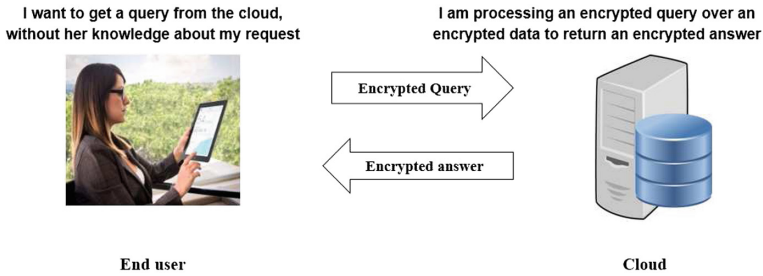 I want to get a query from the cloud,
without her knowledge about my request
I am processing an encrypted query over an
encrypted data to return an encrypted answer
Encrypted Query
Encrypted answer
End user
Cloud